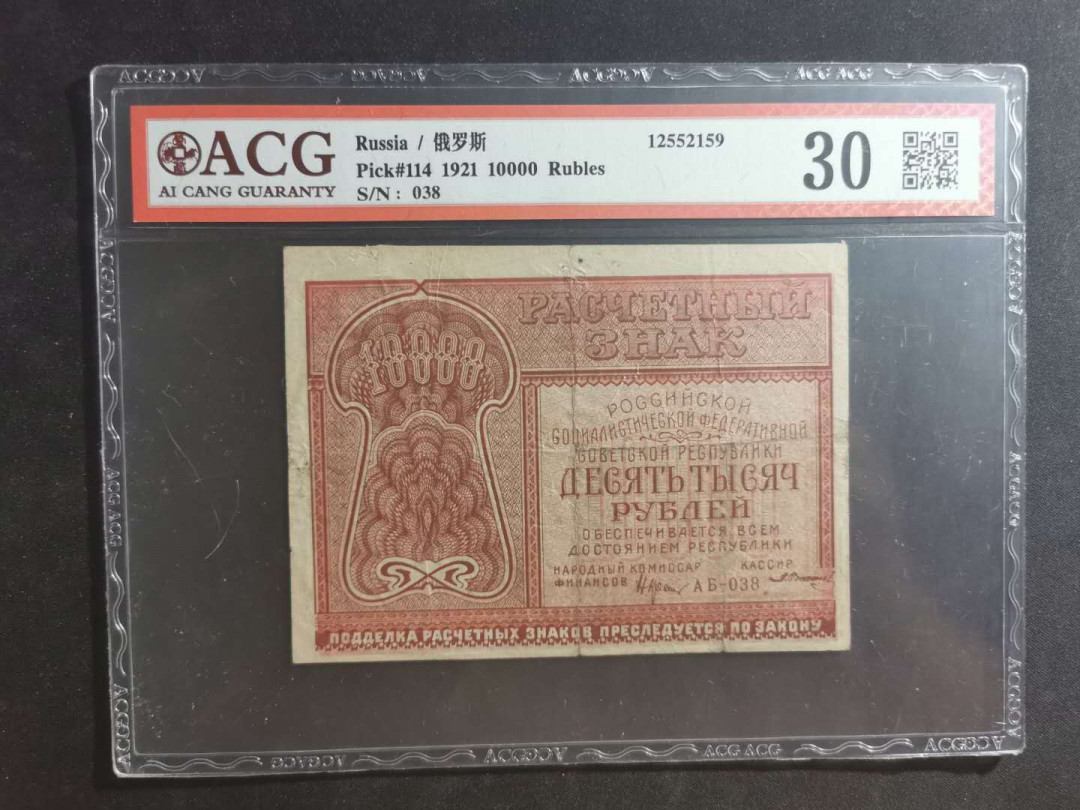 ACG
AI CANG GUARANTY
Russia / 俄罗斯
12552159
Pick#114 1921 10000 Rubles
S/N: 038
30
РАСЧЕТНЫЙ
ЗНАК
10000
РОССИЙСКОЙ
СОЦИАЛИСТИЧЕСКОЙ ФЕДЕРАТИВНОЙ
СОВЕТСКОЙ РЕСПУБЛИКИ
ДЕСЯТЬ ТЫСЯЧ
РУБЛЕЙ
ОБЕСПЕЧИВАЕТСЯ ВСЕМ
ДОСТОЯНИЕМ РЕСПУБЛИКИ
НАРОДНЫЙ КОМИССАР КАССИР
ФИНАНСОВ АБ-038
ПОДДЕЛКА РАСЧЕТНЫХ ЗНАКОВ ПРЕСЛЕДУЕТСЯ ПО ЗАКОНУ